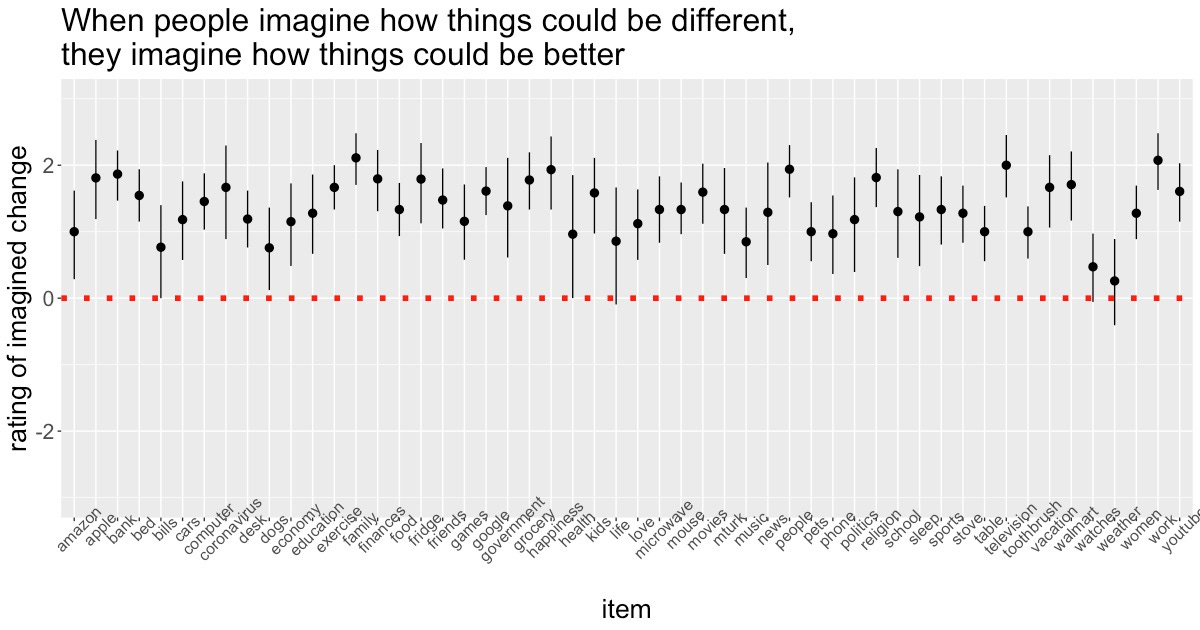 When people imagine how things could be different,
they imagine how things could be better
rating of imagined change
2
0
-2
amazon
apple
bank
bed
bills
cars
computer
coronavirus
desk
dogs
economy
education
exercise
family
finances
food
fridge
friends
games
google
government
grocery
happiness
health
kids
life
love
microwave
mouse
movies
mturk
music
news
people
pets
phone
politics
religion
school
sleep
sports
stove
table
television
toothbrush
vacation
walmart
watches
weather
women
work
youtube
item